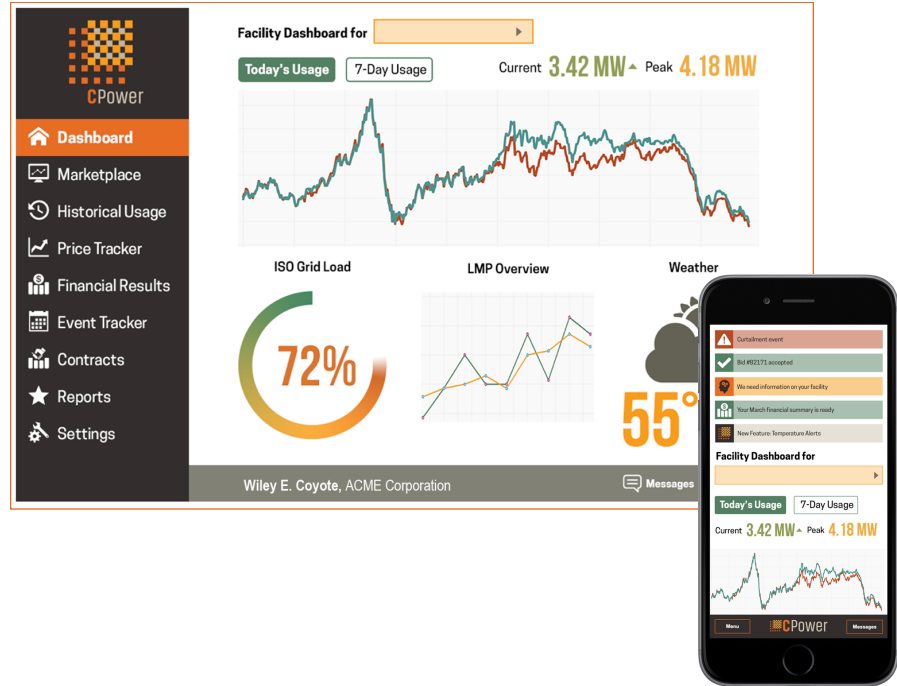 CPower
Dashboard
Marketplace
Historical Usage
Price Tracker
Financial Results
Event Tracker
Contracts
Reports
Settings
Facility Dashboard for
Today's Usage 7-Day Usage Current 3.42 MW Peak 4.18 MW
ISO Grid Load LMP Overview Weather
72%
55°
Wiley E. Coyote, ACME Corporation Messages
Curtailment event
Bid #82171 accepted
We need information on your facility
Your March financial summary is ready
New Feature: Temperature Alerts
Facility Dashboard for
Today's Usage 7-Day Usage
Current 3.42 MW Peak 4.18 MW
Menu CPower Messages